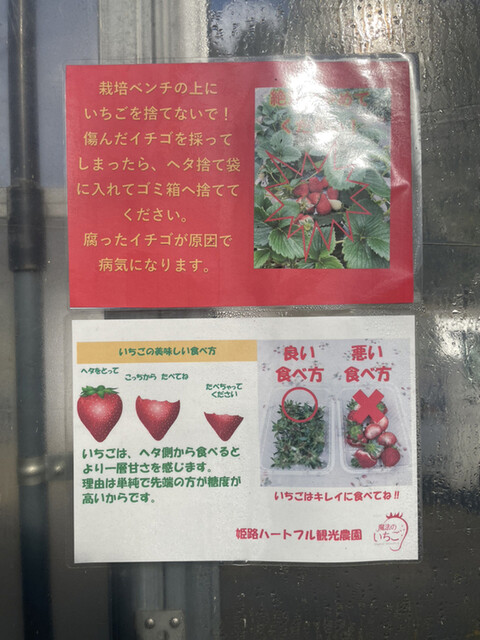 栽培ベンチの上に
いちごを捨てないで！
傷んだイチゴを採って
しまったら、ヘタ捨て袋
に入れてゴミ箱へ捨てて
ください。
腐ったイチゴが原因で
病気になります。
いちごの美味しい食べ方
ヘタをとって
こっちから たべてね
たべちゃって
ください
いちごは、ヘタ側から食べると
より一層甘さを感じます。
理由は単純で先端の方が糖度が
高いからです。
良い
食べ方
悪い
食べ方
いちごはキレイに食べてね!!
姫路ハートフル観光農園
魔法の
いちご